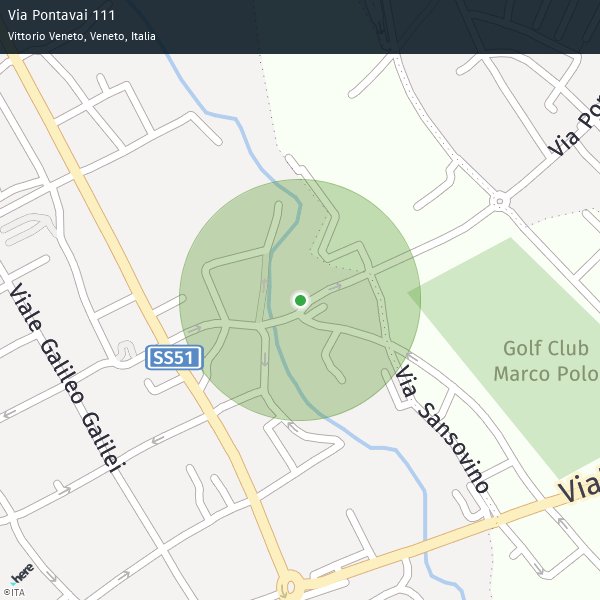 Via Pontavai 111
Vittorio Veneto, Veneto, Italia
Via Por
Viale Galileo Galilei
SS51
Golf Club
Marco Polo
Via Sansovino
Via
here
©ITA